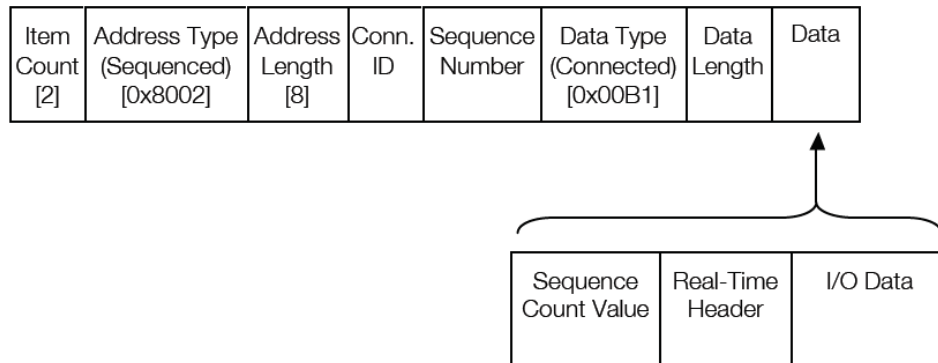 Item Count [2]
Address Type (Sequenced) [0x8002]
Address Length [8]
Conn. ID
Sequence Number
Data Type (Connected) [0x00B1]
Data Length
Data
Sequence Count Value
Real-Time Header
I/O Data